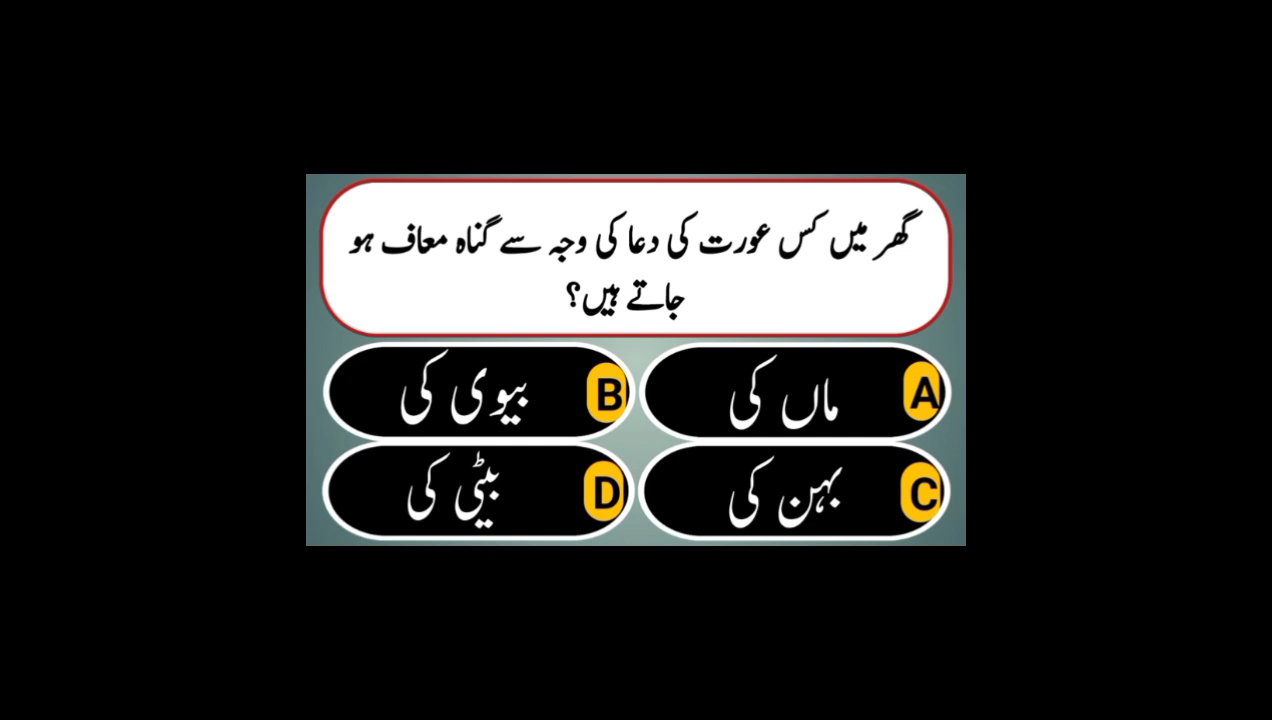 گھر میں کس عورت کی دعا کی وجہ سے گناہ معاف ہو
جاتے ہیں؟
A ماں کی
B بیوی کی
C بہن کی
D بیٹی کی